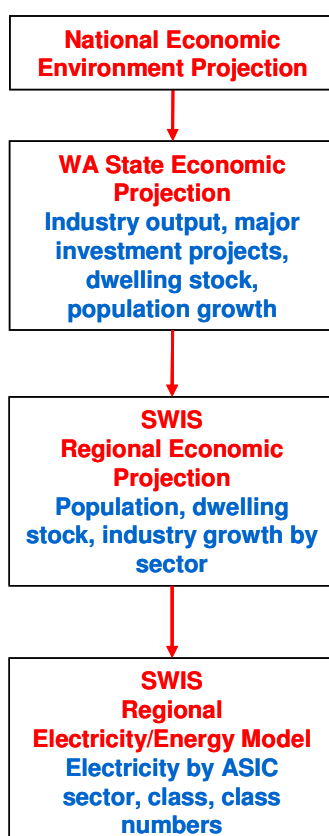 National Economic
Environment Projection
WA State Economic
Projection
Industry output, major
investment projects,
dwelling stock,
population growth
SWIS
Regional Economic
Projection
Population, dwelling
stock, industry growth by
sector
SWIS
Regional
Electricity/Energy Model
Electricity by ASIC
sector, class, class
numbers